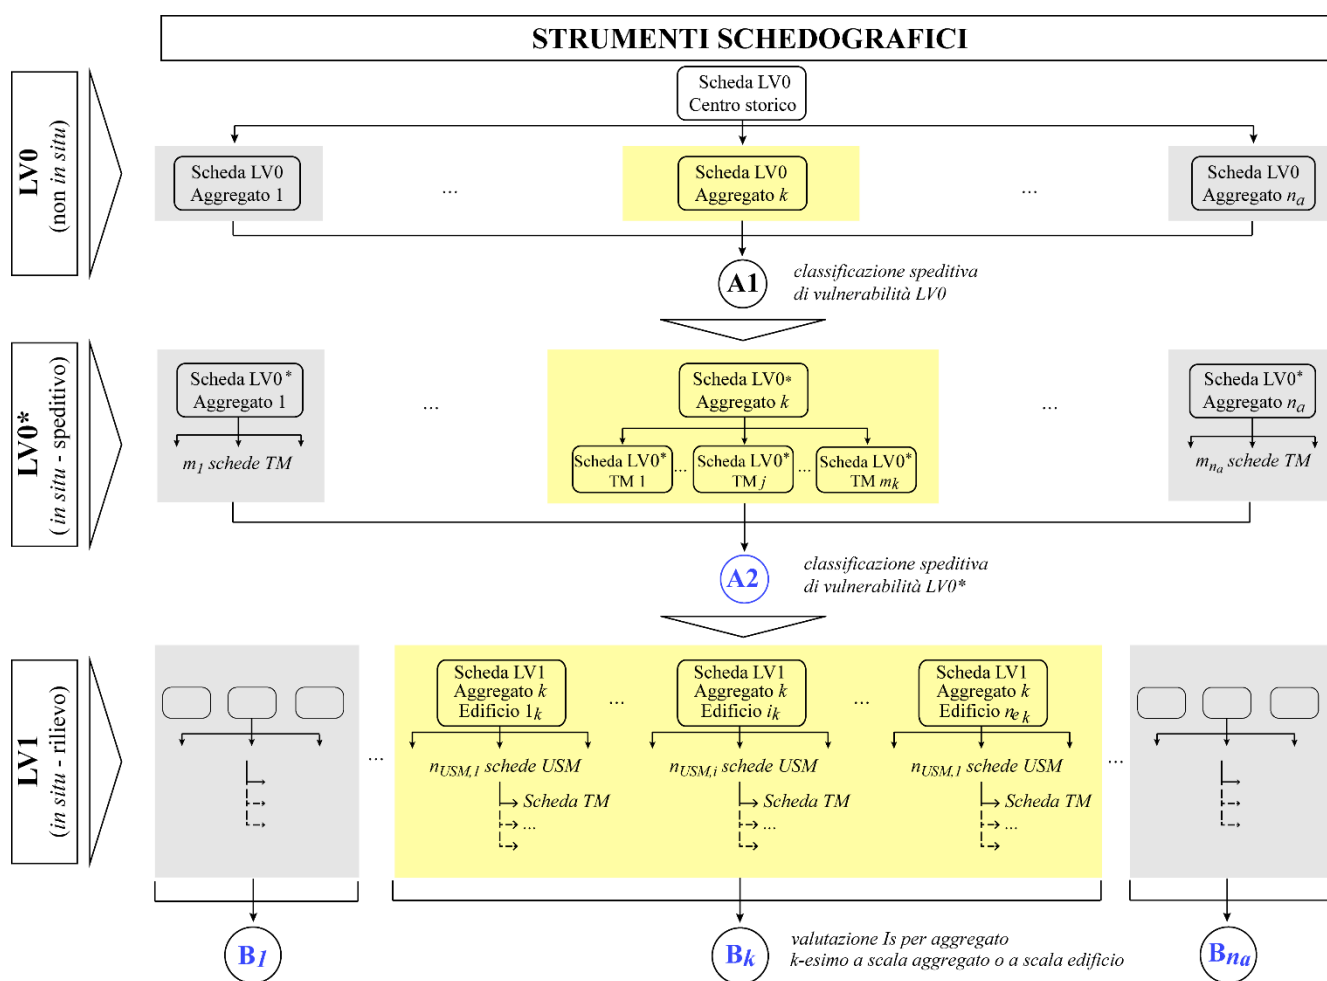 STRUMENTI SCHEDOGRAFICI
LV0
(non in situ)
Scheda LV0
Centro storico
Scheda LV0
Aggregato 1
...
Scheda LV0
Aggregato k
...
Scheda LV0
Aggregato na
A1
classificazione speditiva
di vulnerabilità LV0
LV0*
(in situ - speditivo)
Scheda LV0*
Aggregato 1
m1 schede TM
...
Scheda LV0*
Aggregato k
Scheda LV0*
TM 1
...
Scheda LV0*
TM j
...
Scheda LV0*
TM mk
...
Scheda LV0*
Aggregato na
mna schede TM
A2
classificazione speditiva
di vulnerabilità LV0*
LV1
(in situ - rilievo)
...
Scheda LV1
Aggregato k
Edificio 1k
nUSM,1 schede USM
Scheda TM
...
...
Scheda LV1
Aggregato k
Edificio ik
nUSM,i schede USM
Scheda TM
...
...
Scheda LV1
Aggregato k
Edificio nek
nUSM,1 schede USM
Scheda TM
...
...
B1
Bk
valutazione Is per aggregato
k-esimo a scala aggregato o a scala edificio
Bna